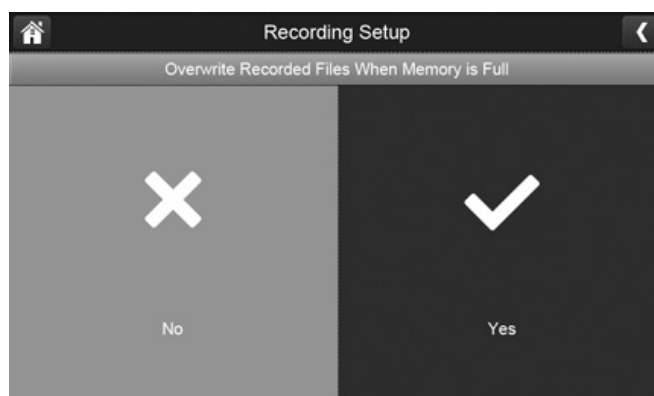 Recording Setup
Overwrite Recorded Files When Memory is Full
No
Yes